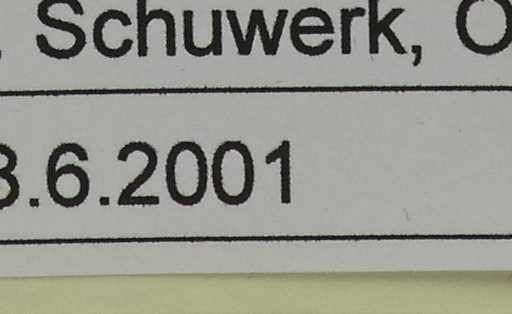 , Schuwerk,
.6.2001